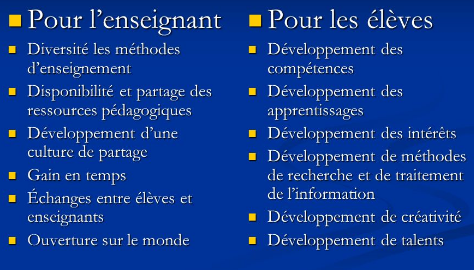 Pour l'enseignant
Diversité les méthodes
d'enseignement
Disponibilité et partage des
ressources pédagogiques
Développement d'une
culture de partage
Gain en temps
Échanges entre élèves et
enseignants
Ouverture sur le monde
Pour les élèves
Développement des
compétences
Développement des
apprentissages
Développement des intérêts
Développement de méthodes
de recherche et de traitement
de l'information
Développement de créativité
Développement de talents